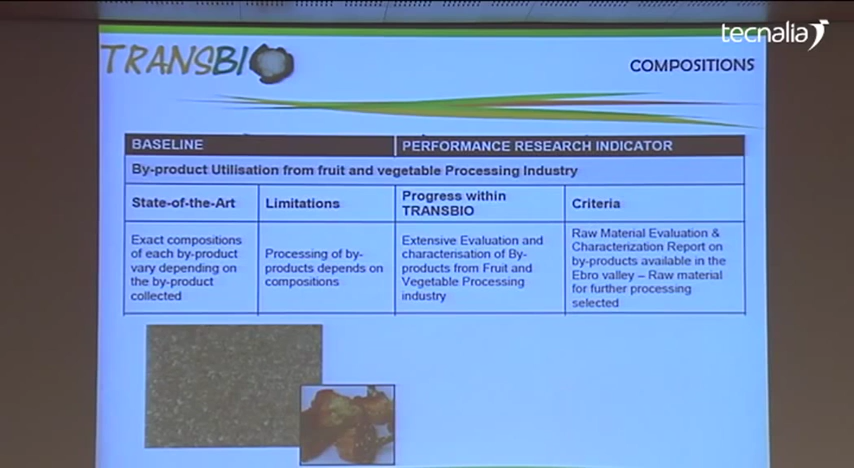 tecnalia
TRANSBIO
COMPOSITIONS
BASELINE
PERFORMANCE RESEARCH INDICATOR
By-product Utilisation from fruit and vegetable Processing Industry
State-of-the-Art
Limitations
Progress within
TRANSBIO
Criteria
Exact compositions
of each by-product
vary depending on
the by-product
collected
Processing of by-
products depends on
compositions
Extensive Evaluation and
characterisation of By-
products from Fruit and
Vegetable Processing
industry
Raw Material Evaluation &
Characterization Report on
by-products available in the
Ebro valley – Raw material
for further processing
selected